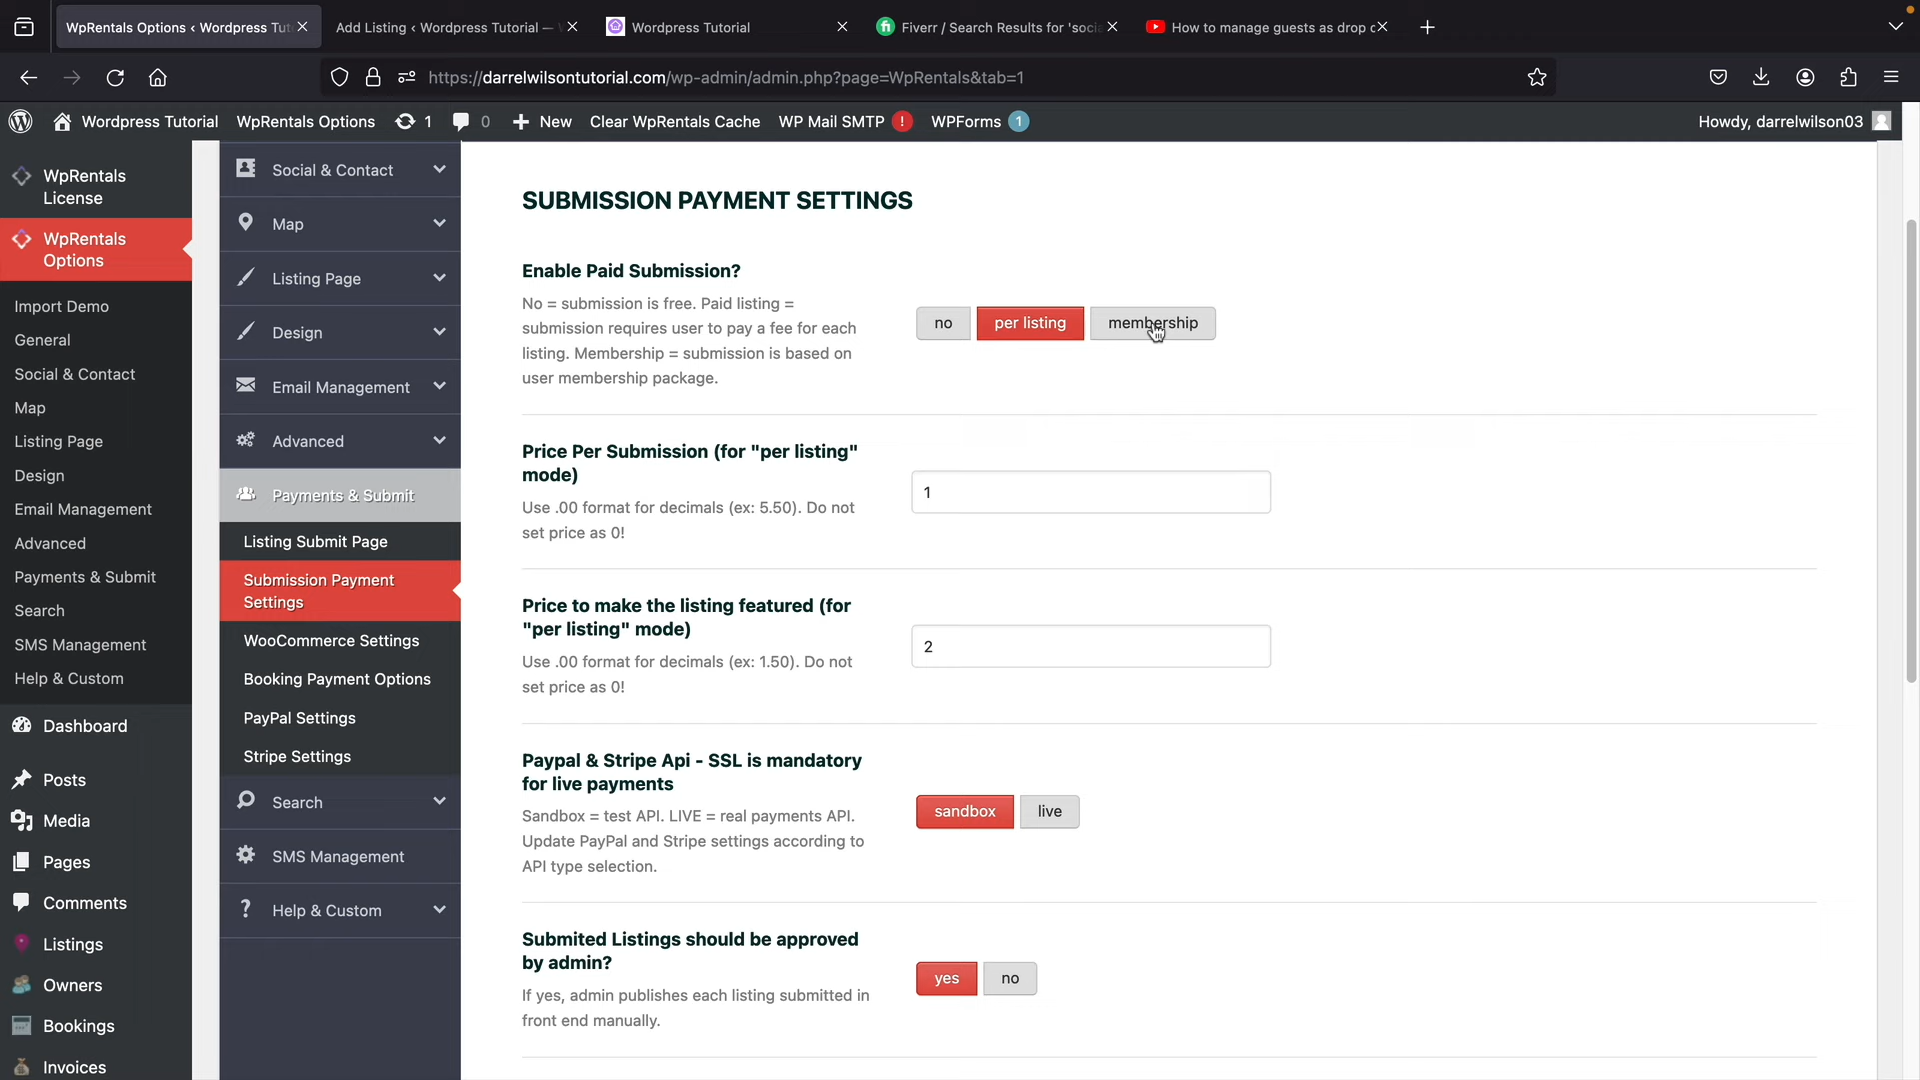 WpRentals Options ‹ Wordpress Tut
Add Listing ‹ Wordpress Tutorial —
Wordpress Tutorial
Fiverr / Search Results for 'soci
How to manage guests as drop
https://darrelwilsontutorial.com/wp-admin/admin.php?page=WpRentals&tab=1
Wordpress Tutorial
WpRentals Options
1
0
New
Clear WpRentals Cache
WP Mail SMTP !
WPForms 1
Howdy, darrelwilson03
WpRentals
License
WpRentals
Options
Import Demo
General
Social & Contact
Map
Listing Page
Design
Email Management
Advanced
Payments & Submit
Search
SMS Management
Help & Custom
Dashboard
Posts
Media
Pages
Comments
Listings
Owners
Bookings
Invoices
Social & Contact
Map
Listing Page
Design
Email Management
Advanced
Payments & Submit
Listing Submit Page
Submission Payment
Settings
WooCommerce Settings
Booking Payment Options
PayPal Settings
Stripe Settings
Search
SMS Management
Help & Custom
SUBMISSION PAYMENT SETTINGS
Enable Paid Submission?
No = submission is free. Paid listing =
submission requires user to pay a fee for each
listing. Membership = submission is based on
user membership package.
no
per listing
membership
Price Per Submission (for "per listing"
mode)
Use .00 format for decimals (ex: 5.50). Do not
set price as 0!
1
Price to make the listing featured (for
"per listing" mode)
Use .00 format for decimals (ex: 1.50). Do not
set price as 0!
2
Paypal & Stripe Api - SSL is mandatory
for live payments
Sandbox = test API. LIVE = real payments API.
Update PayPal and Stripe settings according to
API type selection.
sandbox
live
Submited Listings should be approved
by admin?
If yes, admin publishes each listing submitted in
front end manually.
yes
no